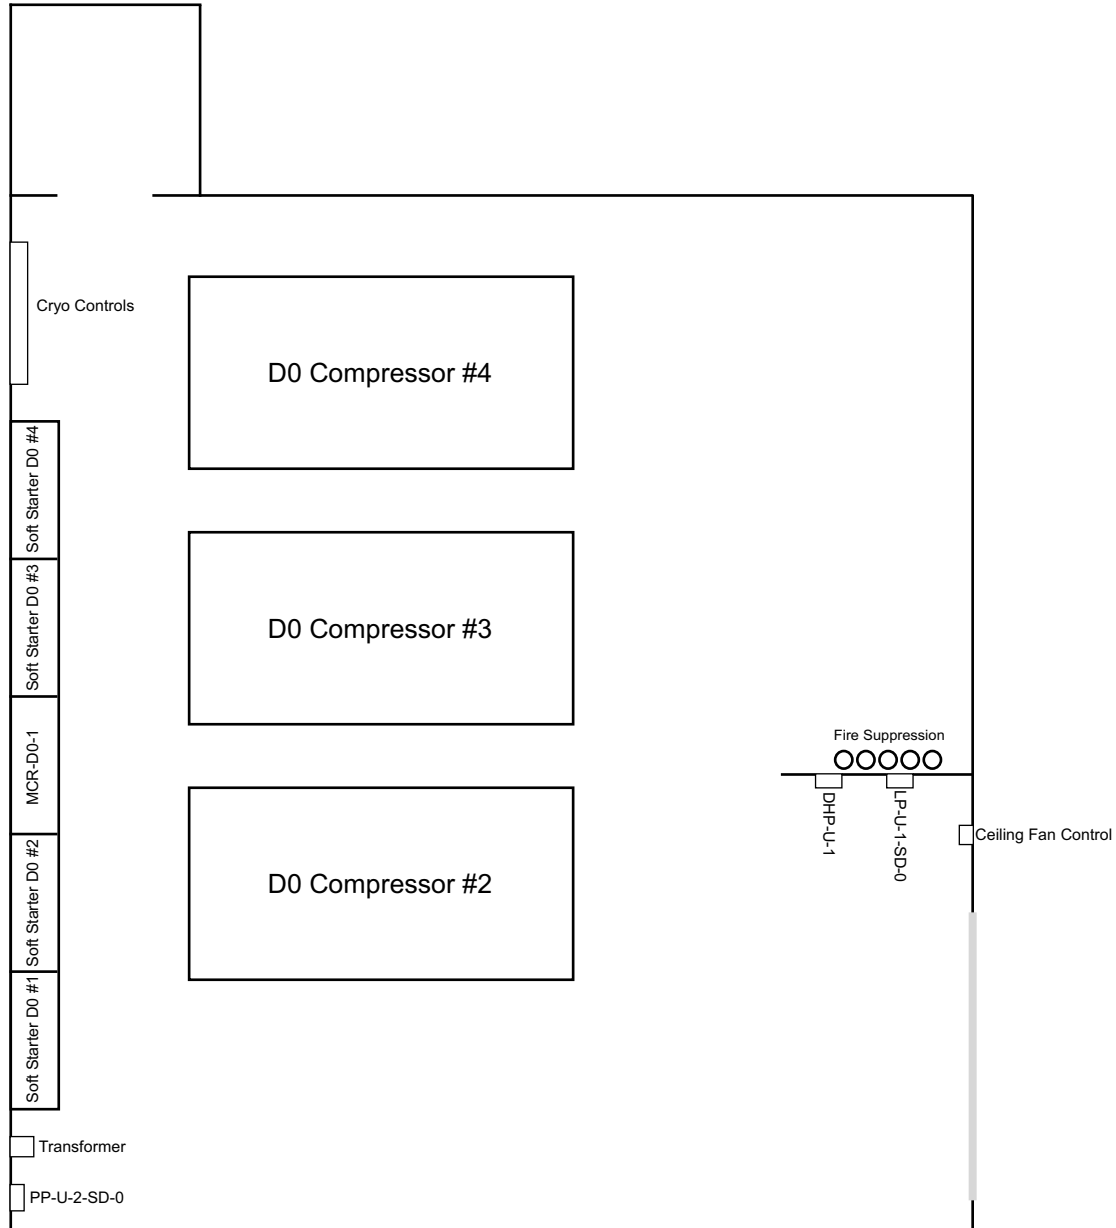 Cryo Controls
D0 Compressor #4
Soft Starter D0 #4
Soft Starter D0 #3
D0 Compressor #3
MCR-D0-1
Fire Suppression
DHP-U-1
LP-U-1-SD-0
Ceiling Fan Control
Soft Starter D0 #2
D0 Compressor #2
Soft Starter D0 #1
Transformer
PP-U-2-SD-0